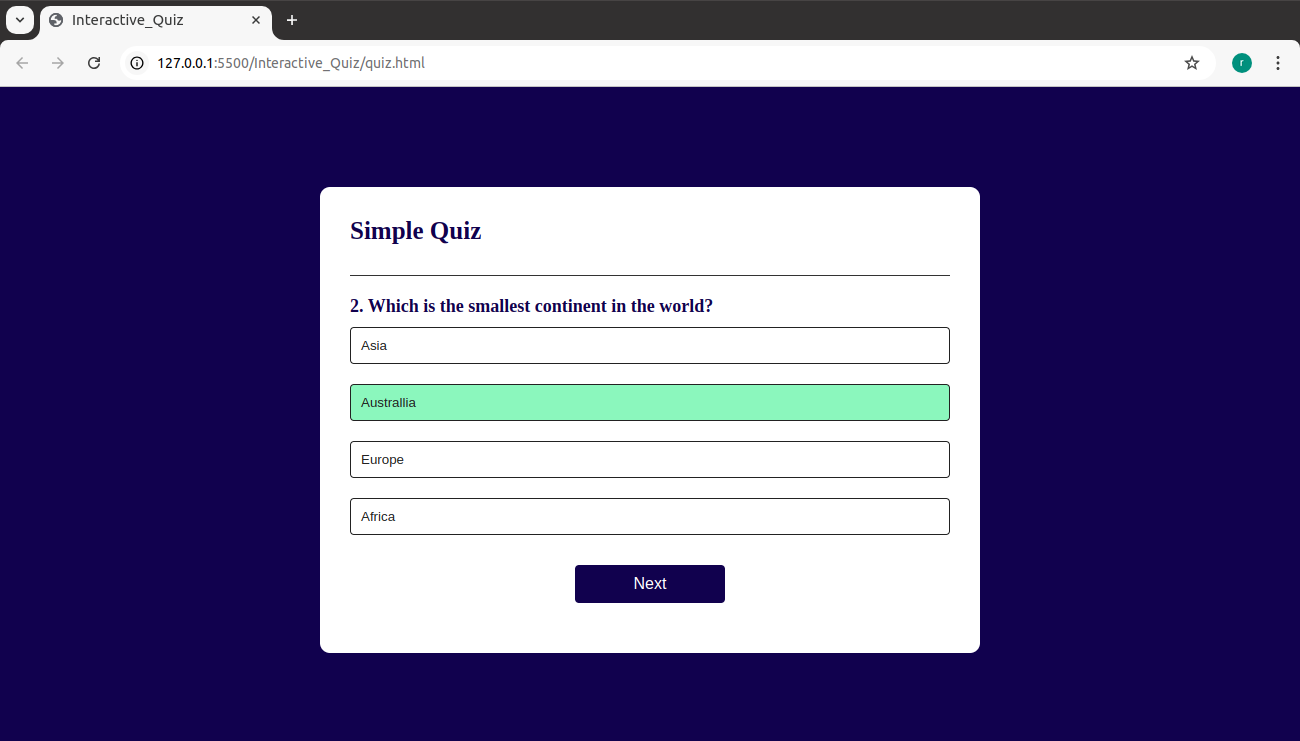 Interactive_Quiz
127.0.0.1:5500/Interactive_Quiz/quiz.html
r
Simple Quiz
2. Which is the smallest continent in the world?
Asia
Australlia
Europe
Africa
Next